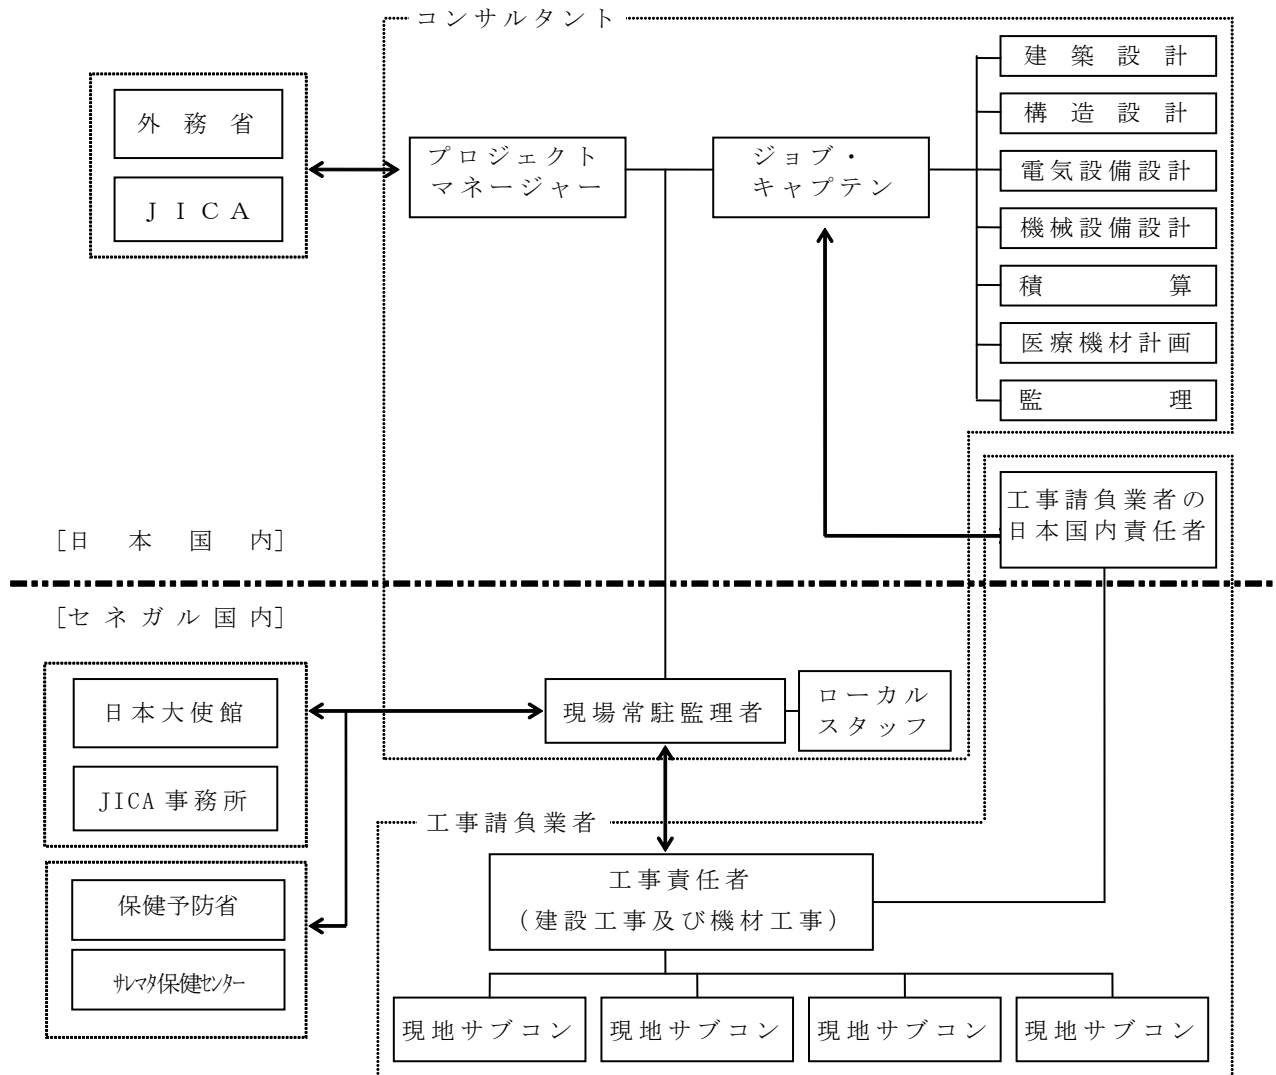 コンサルタント
外務省
JICA
プロジェクト
マネージャー
ジョブ・
キャプテン
建築設計
構造設計
電気設備設計
機械設備設計
積算
医療機材計画
監理
工事請負業者の
日本国内責任者
[日本国内]
[セネガル国内]
日本大使館
JICA事務所
保健予防省
サレマタ保健センター
現場常駐監理者
ローカル
スタッフ
工事請負業者
工事責任者
(建設工事及び機材工事)
現地サブコン
現地サブコン
現地サブコン
現地サブコン